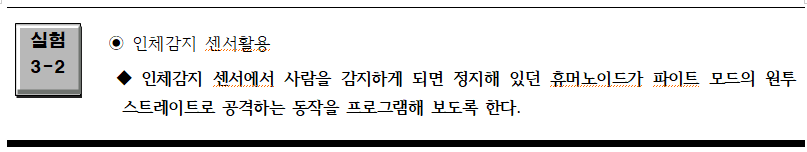 실험
3-2
◉ 인체감지 센서활용
◆ 인체감지 센서에서 사람을 감지하게 되면 정지해 있던 휴머노이드가 파이트 모드의 원투
스트레이트로 공격하는 동작을 프로그램해 보도록 한다.